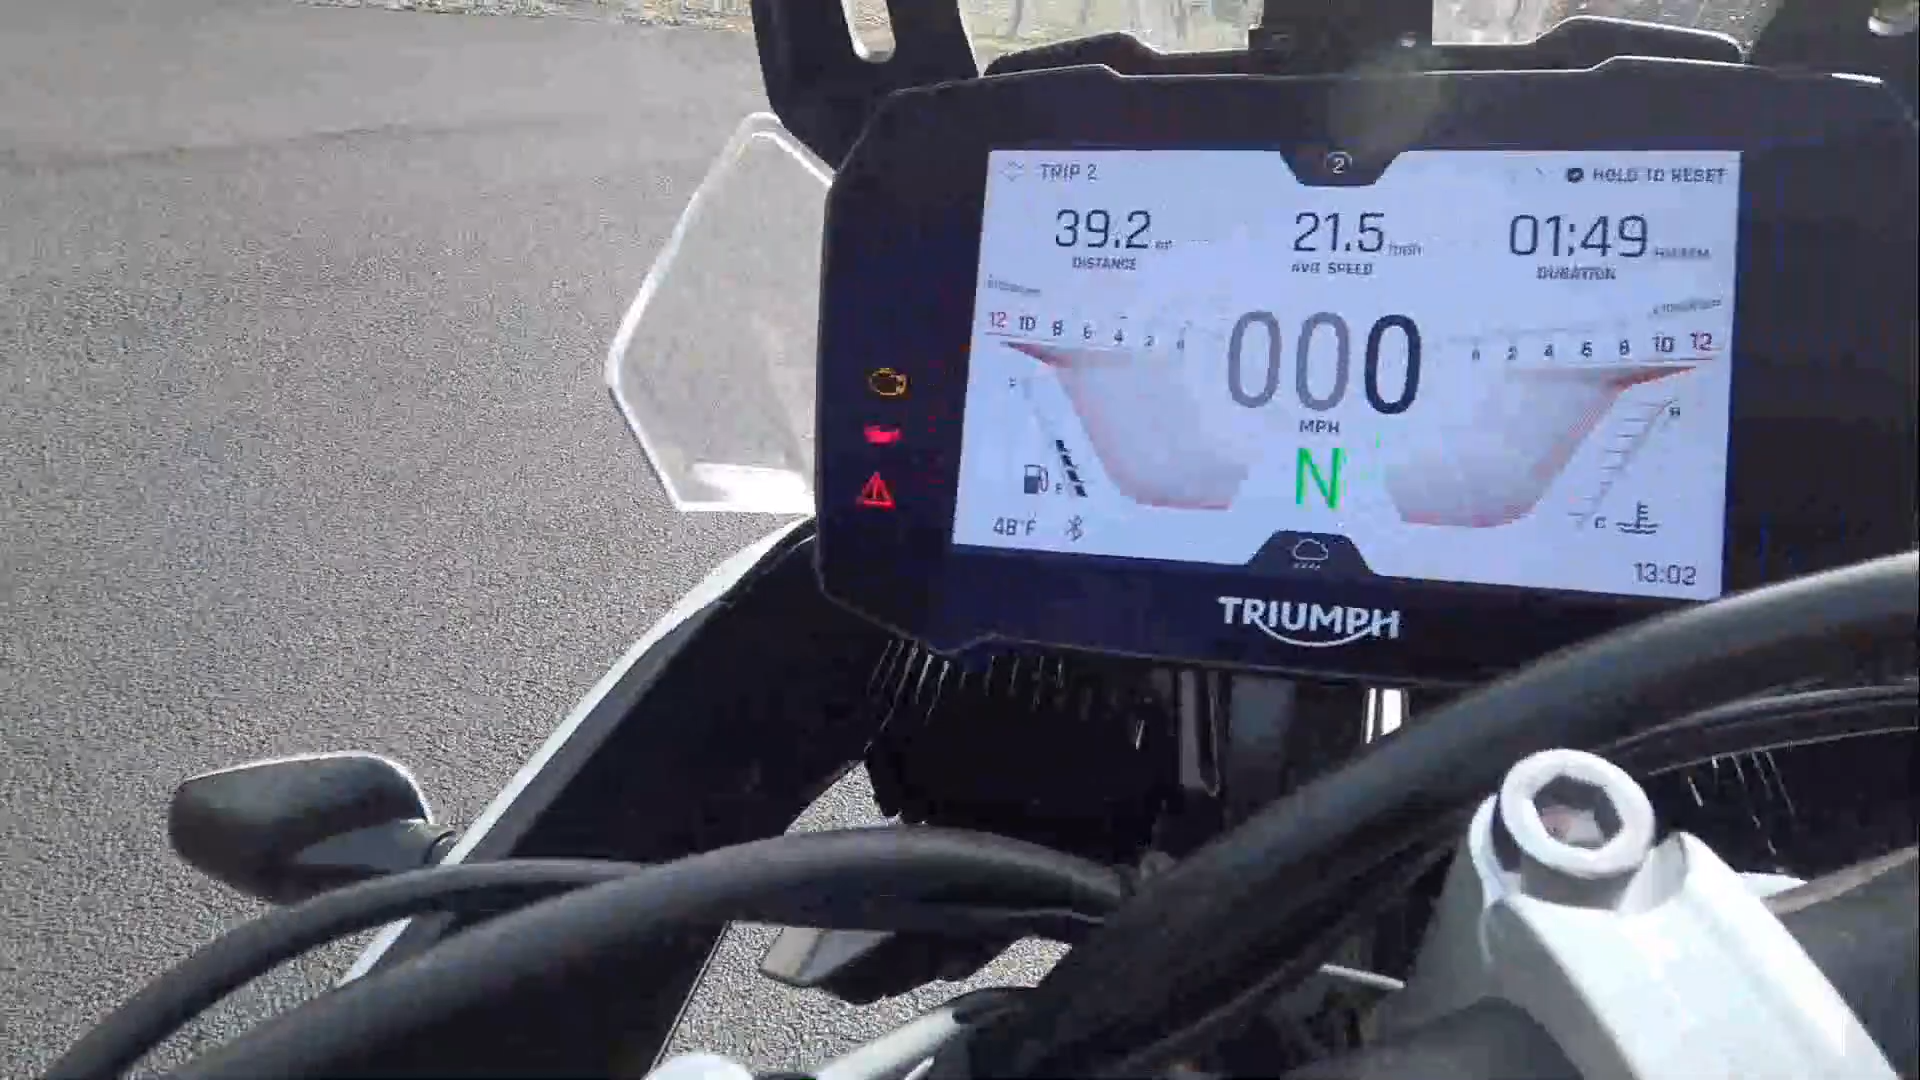 2
TRIP 2
HOLD TO RESET
39.2
21.5 mph
01:49
DISTANCE
AVG SPEED
DURATION
12 10 8 6 4 2 0
0 2 4 6 8 10 12
000
MPH
N
F
E
H
C
48°F
13:02
TRIUMPH